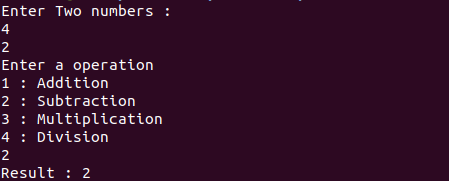 Enter Two numbers :
4
2
Enter a operation
1 : Addition
2 : Subtraction
3 : Multiplication
4 : Division
2
Result : 2